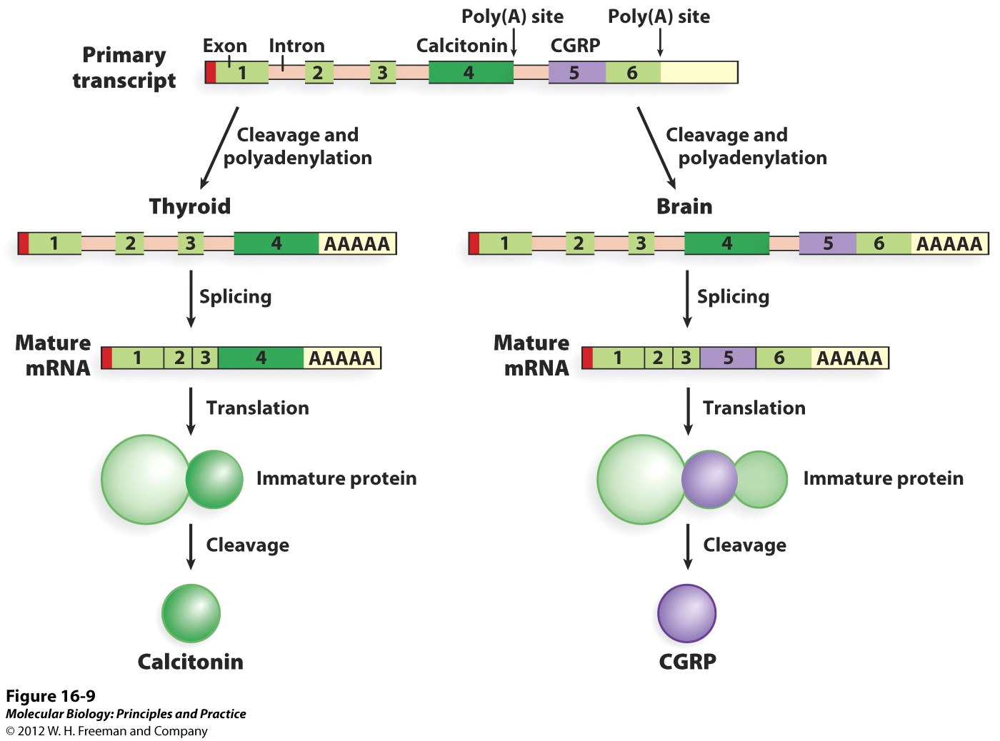 Poly(A) site Poly(A) site
Exon Intron Calcitonin CGRP
Primary
transcript
1 2 3 4 5 6
Cleavage and
polyadenylation
Cleavage and
polyadenylation
Thyroid
Brain
1 2 3 4 AAAAA
1 2 3 4 5 6 AAAAA
Splicing
Splicing
Mature
mRNA
1 2 3 4 AAAAA
Mature
mRNA
1 2 3 5 6 AAAAA
Translation
Translation
Immature protein
Immature protein
Cleavage
Cleavage
Calcitonin
CGRP
Figure 16-9
Molecular Biology: Principles and Practice
© 2012 W. H. Freeman and Company